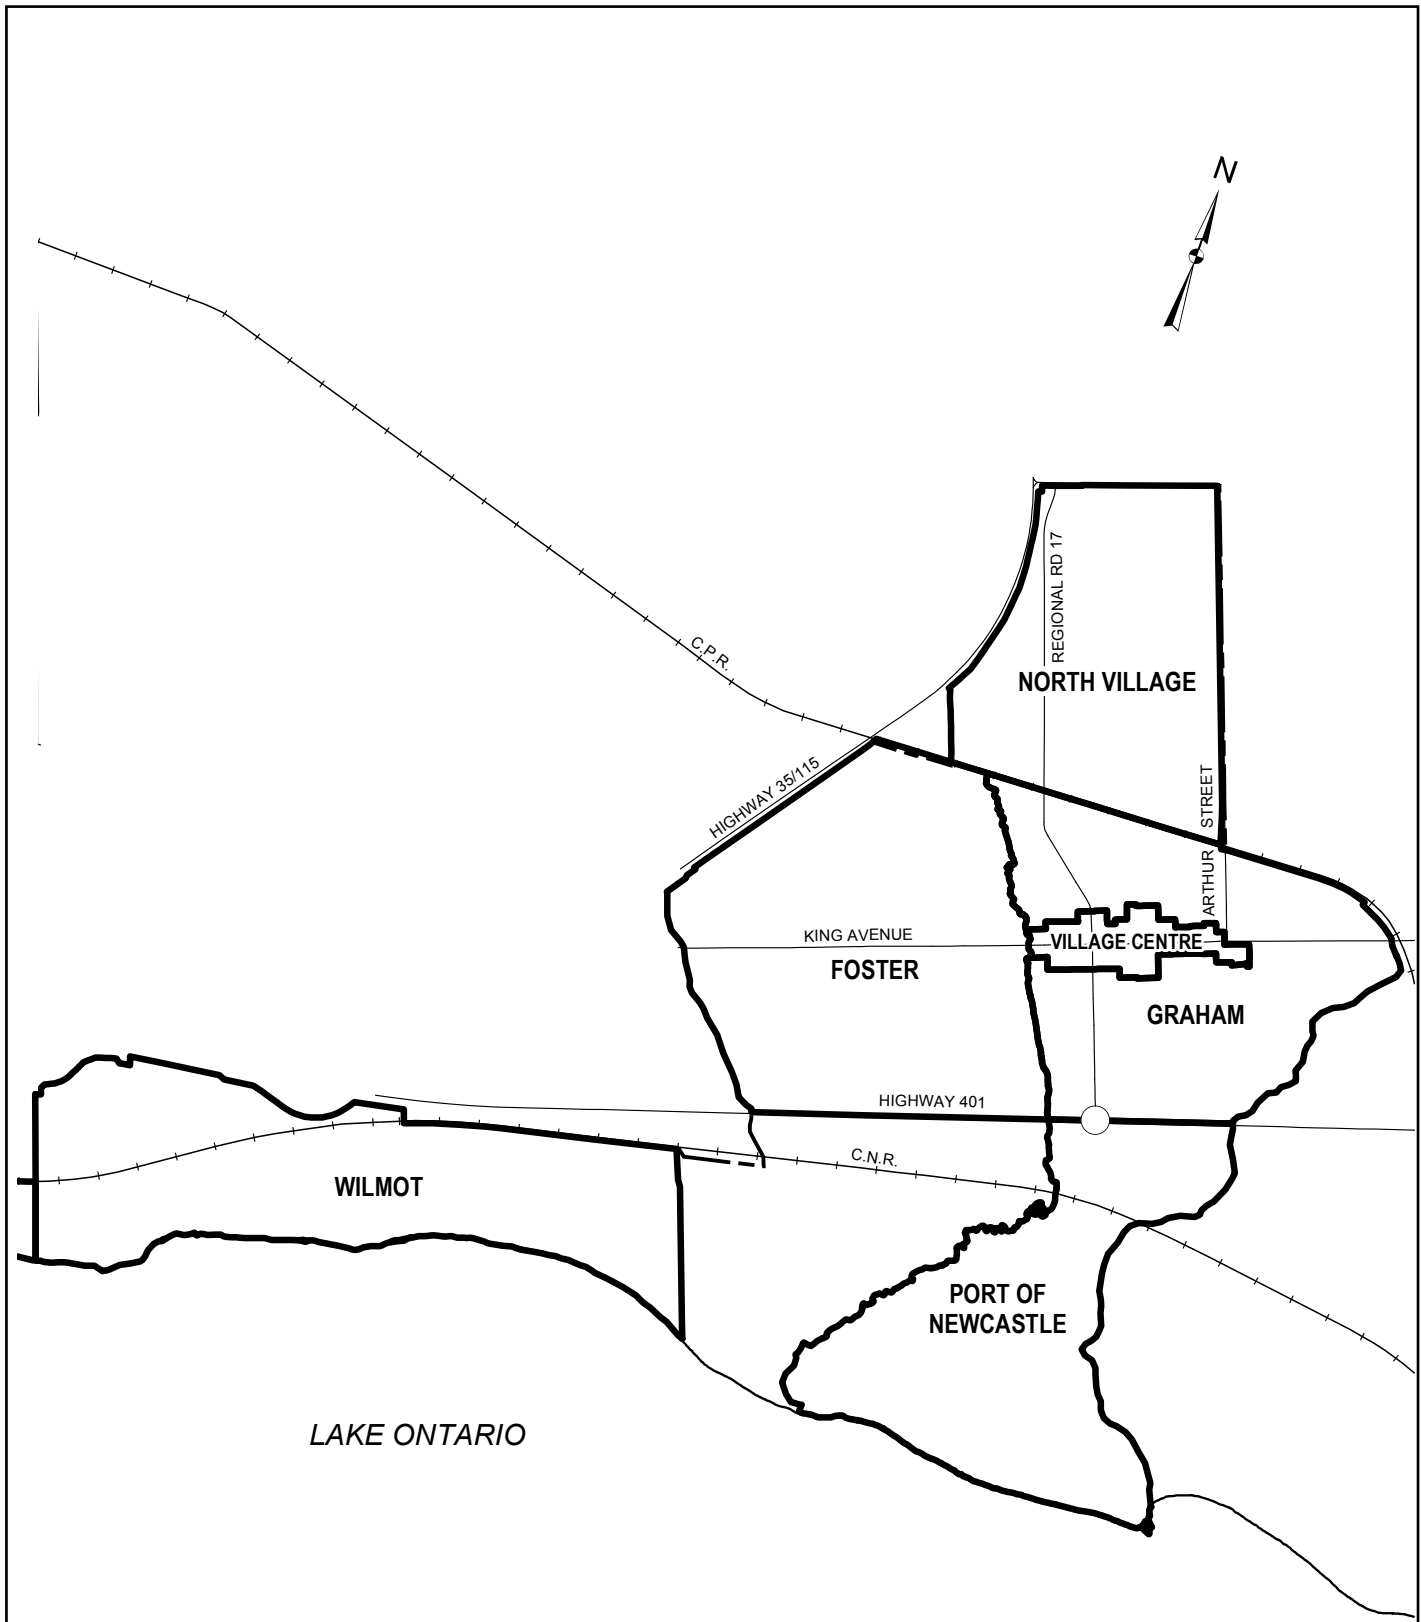 N
C.P.R.
REGIONAL RD 17
NORTH VILLAGE
HIGHWAY 35/115
ARTHUR STREET
KING AVENUE
VILLAGE CENTRE
FOSTER
GRAHAM
HIGHWAY 401
C.N.R.
WILMOT
PORT OF
NEWCASTLE
LAKE ONTARIO